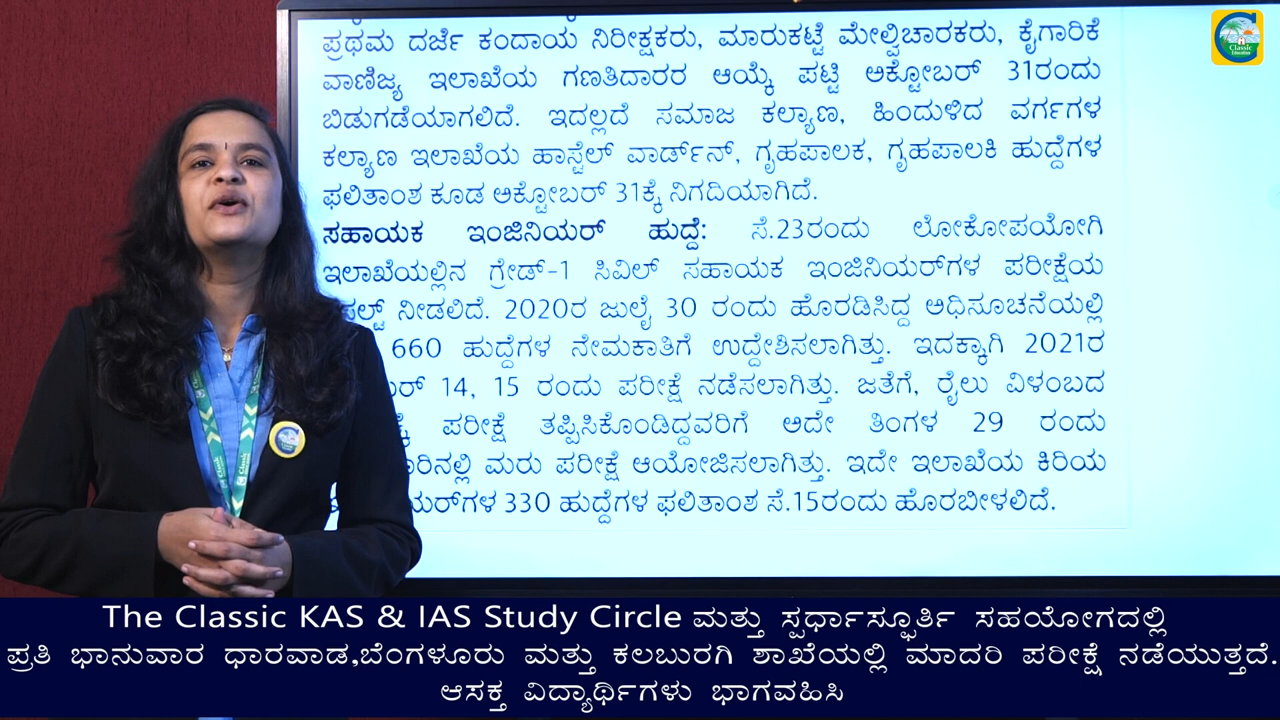 ಪ್ರಥಮ ದರ್ಜೆ ಕಂದಾಯ ನಿರೀಕ್ಷಕರು, ಮಾರುಕಟ್ಟೆ ಮೇಲ್ವಿಚಾರಕರು, ಕೈಗಾರಿಕೆ
ವಾಣಿಜ್ಯ ಇಲಾಖೆಯ ಗಣತಿದಾರರ ಆಯ್ಕೆ ಪಟ್ಟಿ ಅಕ್ಟೋಬರ್ 31ರಂದು
ಬಿಡುಗಡೆಯಾಗಲಿದೆ. ಇದಲ್ಲದೆ ಸಮಾಜ ಕಲ್ಯಾಣ, ಹಿಂದುಳಿದ ವರ್ಗಗಳ
ಕಲ್ಯಾಣ ಇಲಾಖೆಯ ಹಾಸ್ಟೆಲ್ ವಾರ್ಡ್‌ನ್, ಗೃಹಪಾಲಕ, ಗೃಹಪಾಲಕಿ ಹುದ್ದೆಗಳ
ಫಲಿತಾಂಶ ಕೂಡ ಅಕ್ಟೋಬರ್ 31ಕ್ಕೆ ನಿಗದಿಯಾಗಿದೆ.
ಸಹಾಯಕ ಇಂಜಿನಿಯರ್ ಹುದ್ದೆ: ಸೆ.23ರಂದು ಲೋಕೋಪಯೋಗಿ
ಇಲಾಖೆಯಲ್ಲಿನ ಗ್ರೇಡ್-1 ಸಿವಿಲ್ ಸಹಾಯಕ ಇಂಜಿನಿಯರ್‌ಗಳ ಪರೀಕ್ಷೆಯ
ನೀಡಲಿದೆ. 2020ರ ಜುಲೈ 30 ರಂದು ಹೊರಡಿಸಿದ್ದ ಅಧಿಸೂಚನೆಯಲ್ಲಿ
660 ಹುದ್ದೆಗಳ ನೇಮಕಾತಿಗೆ ಉದ್ದೇಶಿಸಲಾಗಿತ್ತು. ಇದಕ್ಕಾಗಿ 2021ರ
14, 15 ರಂದು ಪರೀಕ್ಷೆ ನಡೆಸಲಾಗಿತ್ತು. ಜತೆಗೆ, ರೈಲು ವಿಳಂಬದ
ಪರೀಕ್ಷೆ ತಪ್ಪಿಸಿಕೊಂಡಿದ್ದವರಿಗೆ ಅದೇ ತಿಂಗಳ 29 ರಂದು
ಮರು ಪರೀಕ್ಷೆ ಆಯೋಜಿಸಲಾಗಿತ್ತು. ಇದೇ ಇಲಾಖೆಯ ಕಿರಿಯ
330 ಹುದ್ದೆಗಳ ಫಲಿತಾಂಶ ಸೆ.15ರಂದು ಹೊರಬೀಳಲಿದೆ.
Classic
Education
The Classic KAS & IAS Study Circle ಮತ್ತು ಸ್ಪರ್ಧಾಸ್ಫೂರ್ತಿ ಸಹಯೋಗದಲ್ಲಿ
ಪ್ರತಿ ಭಾನುವಾರ ಧಾರವಾಡ,ಬೆಂಗಳೂರು ಮತ್ತು ಕಲಬುರಗಿ ಶಾಖೆಯಲ್ಲಿ ಮಾದರಿ ಪರೀಕ್ಷೆ ನಡೆಯುತ್ತದೆ.
ಆಸಕ್ತ ವಿದ್ಯಾರ್ಥಿಗಳು ಭಾಗವಹಿಸಿ